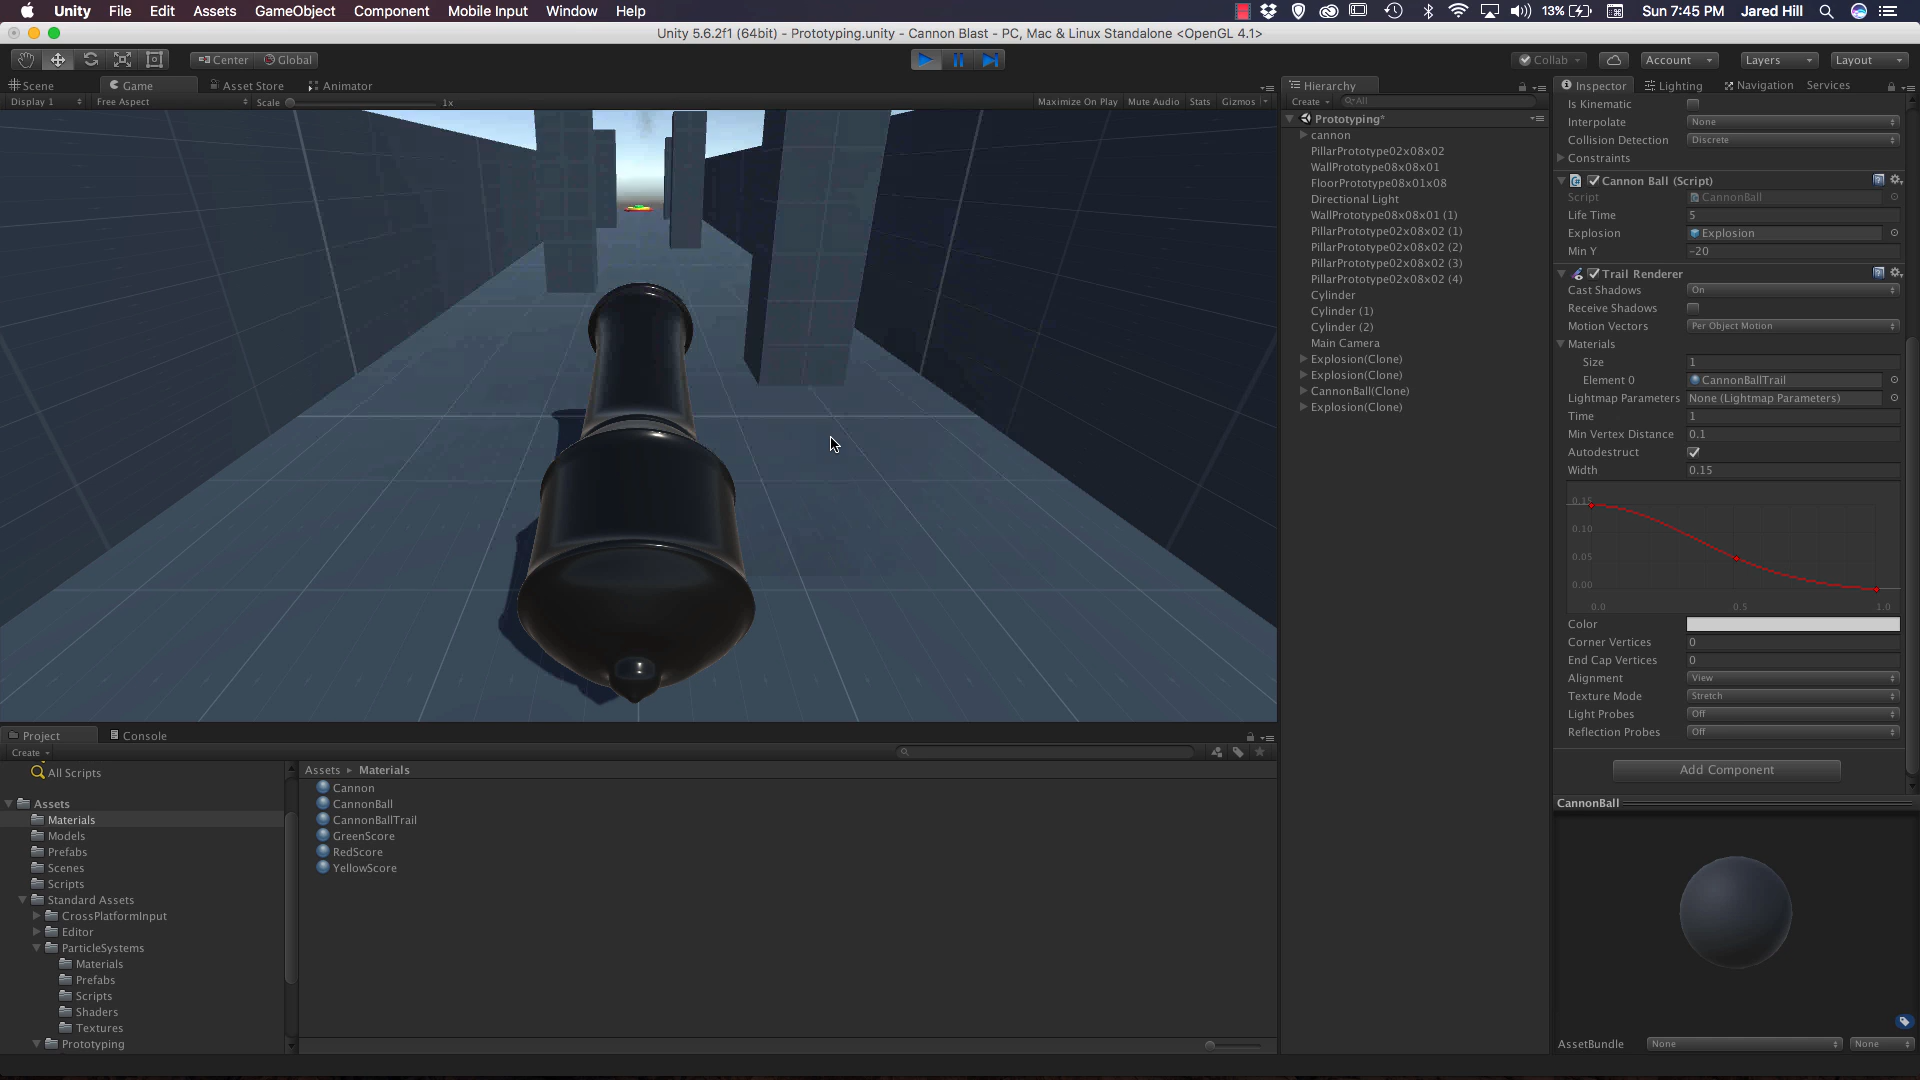 Unity File Edit Assets GameObject Component Mobile Input Window Help 13% Sun 7:45 PM Jared Hill
Unity 5.6.2f1 (64bit) - Prototyping.unity - Cannon Blast - PC, Mac & Linux Standalone <OpenGL 4.1>
Center Global Collab Account Layers Layout
Scene Game Asset Store Animator
Display 1 Free Aspect Scale 1x Maximize On Play Mute Audio Stats Gizmos
Hierarchy
Create All
Prototyping*
cannon
PillarPrototype02x08x02
WallPrototype08x08x01
FloorPrototype08x01x08
Directional Light
WallPrototype08x08x01 (1)
PillarPrototype02x08x02 (1)
PillarPrototype02x08x02 (2)
PillarPrototype02x08x02 (3)
PillarPrototype02x08x02 (4)
Cylinder
Cylinder (1)
Cylinder (2)
Main Camera
Explosion(Clone)
Explosion(Clone)
CannonBall(Clone)
Explosion(Clone)
Inspector Lighting Navigation Services
Is Kinematic
Interpolate None
Collision Detection Discrete
Constraints
Cannon Ball (Script)
Script CannonBall
Life Time 5
Explosion Explosion
Min Y -20
Trail Renderer
Cast Shadows On
Receive Shadows
Motion Vectors Per Object Motion
Materials
Size 1
Element 0 CannonBallTrail
Lightmap Parameters None (Lightmap Parameters)
Time 1
Min Vertex Distance 0.1
Autodestruct
Width 0.15
0.15
0.10
0.05
0.00
0.0 0.5 1.0
Color
Corner Vertices 0
End Cap Vertices 0
Alignment View
Texture Mode Stretch
Light Probes Off
Reflection Probes Off
Add Component
CannonBall
AssetBundle None None
Project Console
Create
All Scripts
Assets
Materials
Models
Prefabs
Scenes
Scripts
Standard Assets
CrossPlatformInput
Editor
ParticleSystems
Materials
Prefabs
Scripts
Shaders
Textures
Prototyping
Assets Materials
Cannon
CannonBall
CannonBallTrail
GreenScore
RedScore
YellowScore